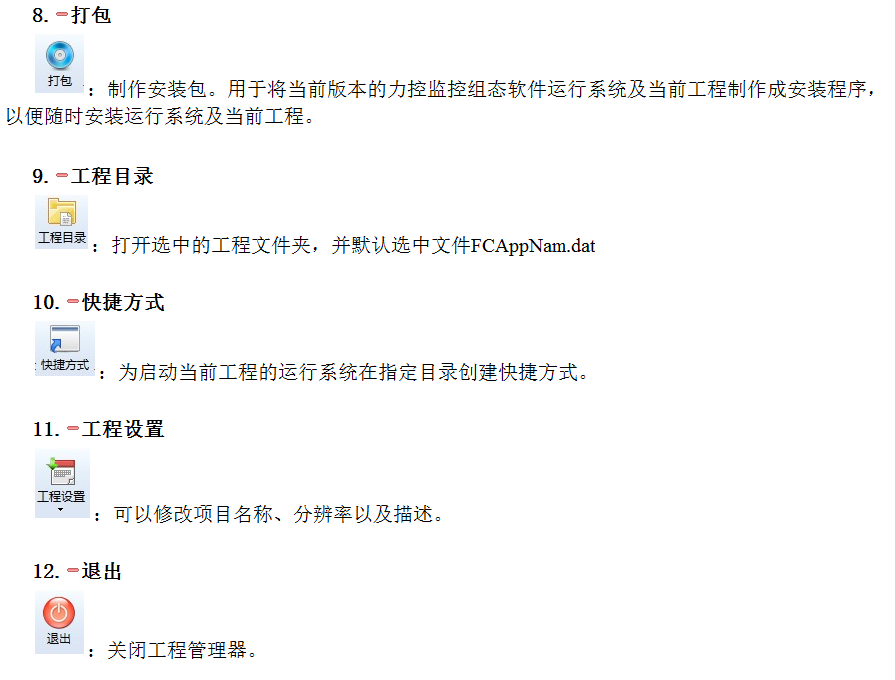 8. 打包
打包
：制作安装包。用于将当前版本的力控监控组态软件运行系统及当前工程制作成安装程序，
以便随时安装运行系统及当前工程。
9. 工程目录
工程目录
：打开选中的工程文件夹，并默认选中文件FCAppNam.dat
10. 快捷方式
快捷方式
：为启动当前工程的运行系统在指定目录创建快捷方式。
11. 工程设置
工程设置
：可以修改项目名称、分辨率以及描述。
12. 退出
退出
：关闭工程管理器。